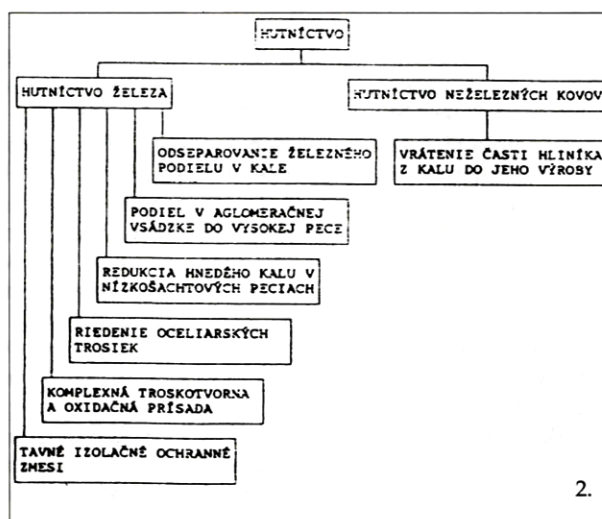 HUTNÍCTVO
HUTNÍCTVO ŽELEZA
HUTNÍCTVO NEŽELEZNÝCH KOVOV
ODSEPAROVANIE ŽELEZNÉHO
PODIELU V KALE
VRÁTENIE ČASTI HLINÍKA
Z KALU DO JEHO VÝROBY
PODIEL V AGLOMERAČNEJ
VSÁDZKE DO VYSOKEJ PECE
REDUKCIA HNEDÉHO KALU V
NÍZKOŠACHTOVÝCH PECIACH
RIEDENIE OCELIARSKÝCH
TROSIEK
KOMPLEXNÁ TROSKOTVORNA
A OXIDAČNÁ PRÍSADA
TAVNÉ IZOLAČNÉ OCHRANNÉ
ZMESI
2.